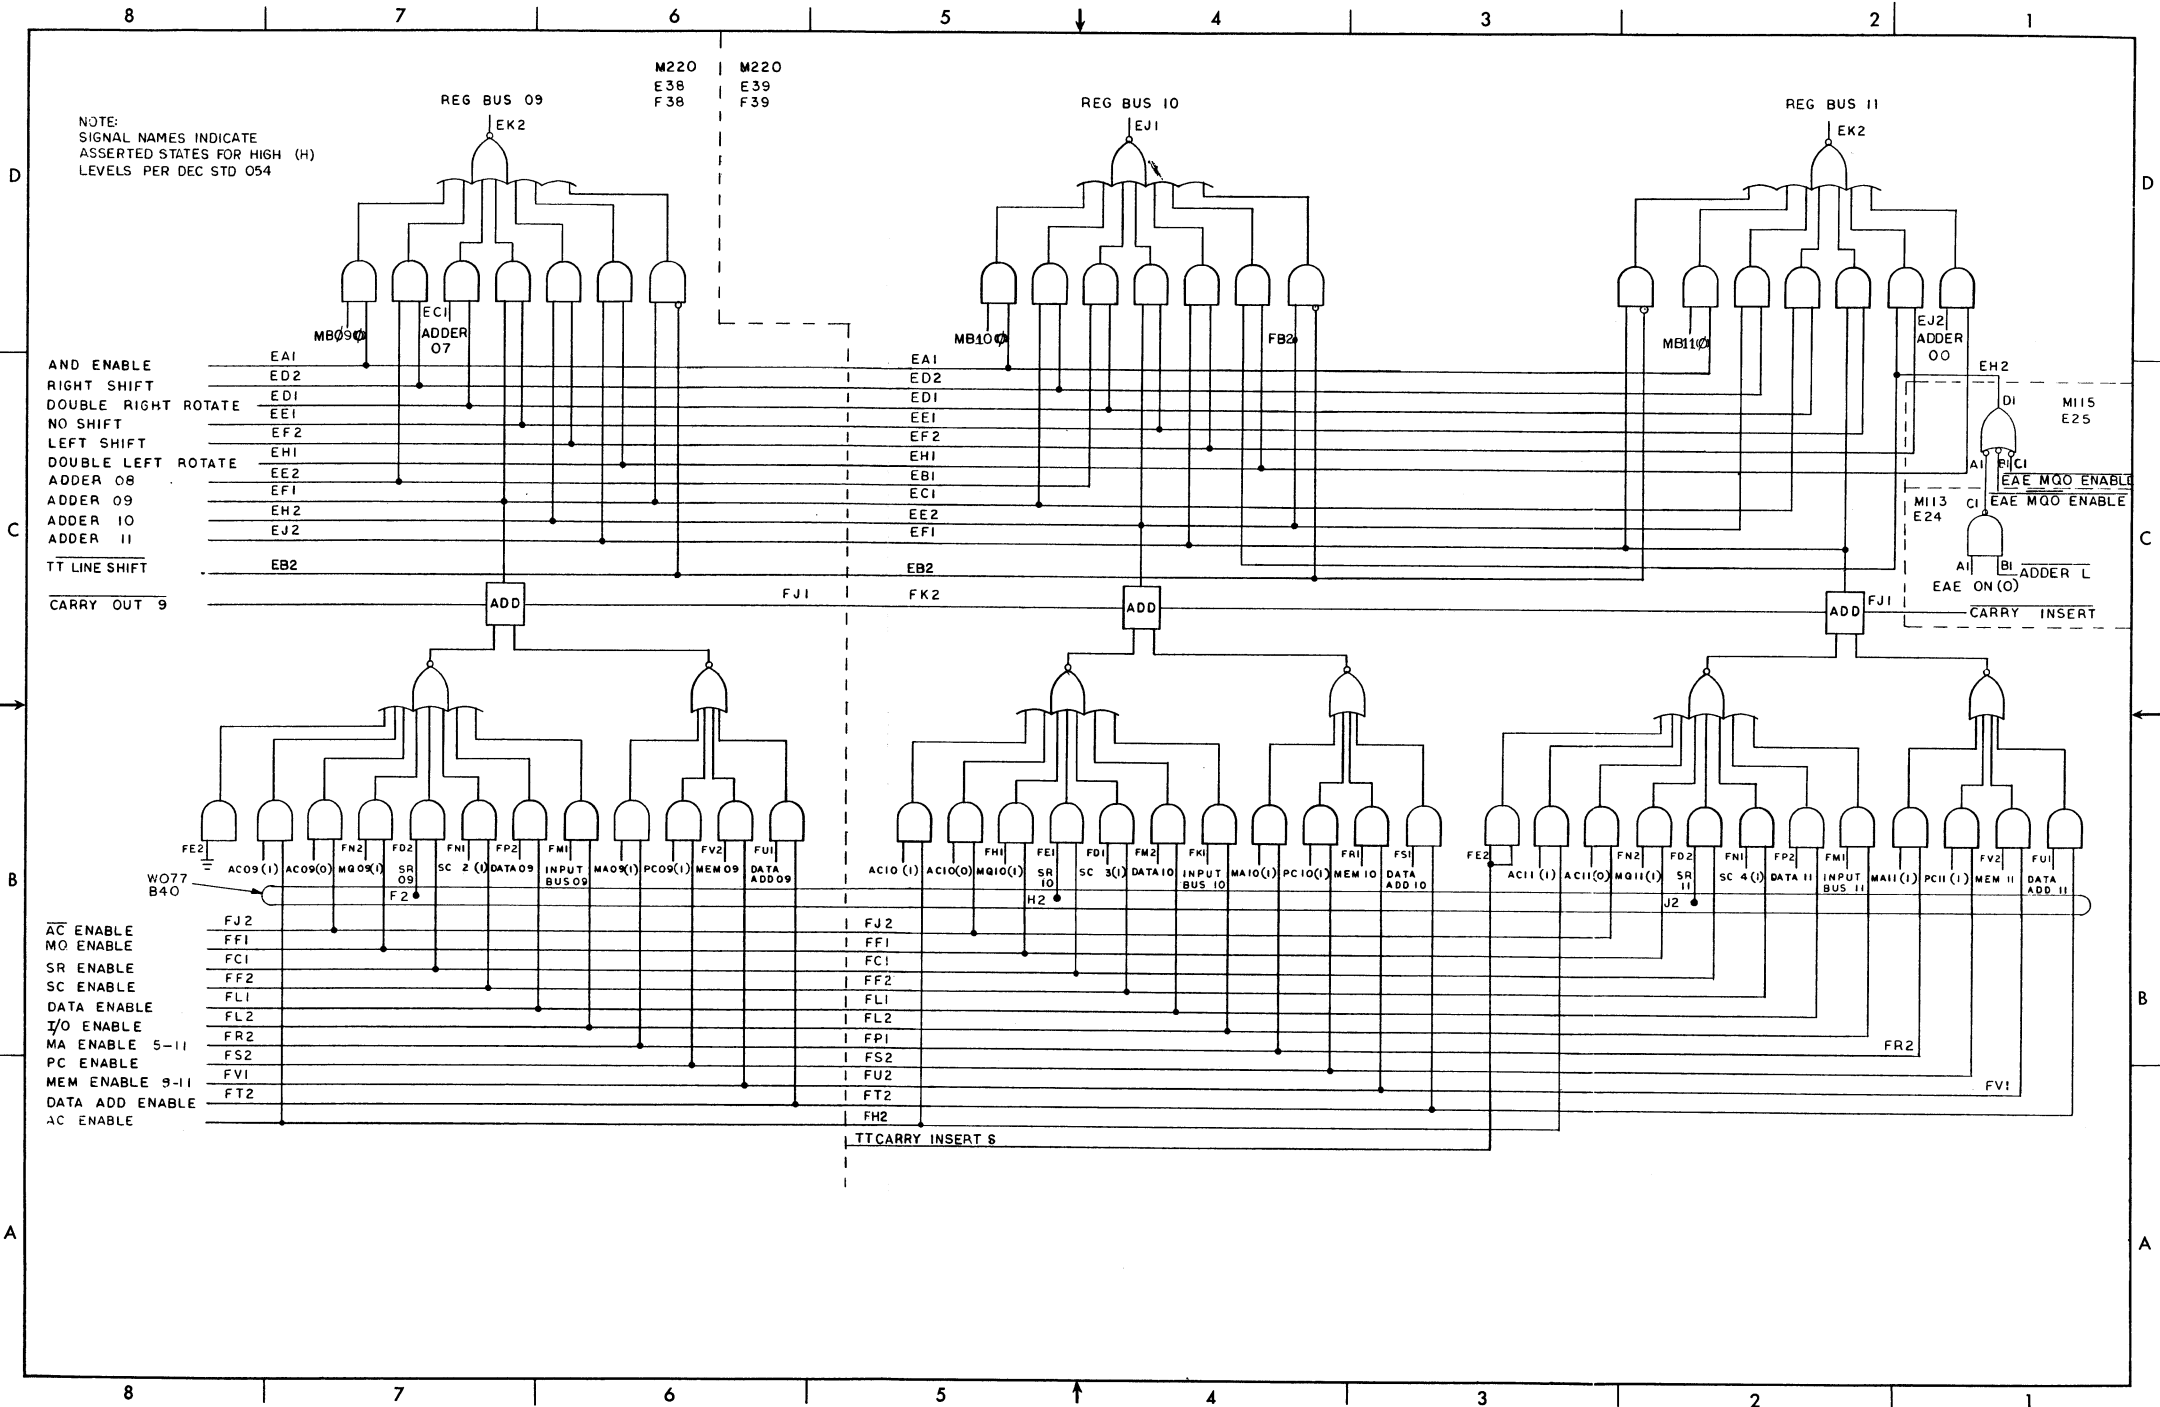 8 7 6 5 4 3 2 1
M220 M220
E38 E39
F38 F39
REG BUS 09 REG BUS 10 REG BUS 11
EK2 EJ1 EK2
NOTE:
SIGNAL NAMES INDICATE
ASSERTED STATES FOR HIGH (H)
LEVELS PER DEC STD 054
D D
EC1 EJ2
MB09 ADDER MB10 FB2 MB11 ADDER
07 00
AND ENABLE EA1 EA1
RIGHT SHIFT ED2 ED2 EH2
DOUBLE RIGHT ROTATE ED1 ED1 D1 M115
NO SHIFT EE1 EE1 E25
LEFT SHIFT EF2 EF2
DOUBLE LEFT ROTATE EH1 EH1 A1 B1 C1
ADDER 08 EE2 EB1 EAE MQO ENABLE
ADDER 09 EF1 EC1 M113 C1 EAE MQO ENABLE
ADDER 10 EH2 EE2 E24
ADDER 11 EJ2 EF1
C C
TT LINE SHIFT EB2 EB2 A1 B1 ADDER L
EAE ON (0)
CARRY OUT 9 ADD FJ1 FK2 ADD ADD FJ1 CARRY INSERT
FE2 FN2 FD2 FN1 FP2 FM1 FV2 FU1 FH1 FE1 FD1 FM2 FK1 FR1 FS1 FE2 FN2 FD2 FN1 FP2 FM1 FV2 FU1
AC09(1) AC09(0) MQ09(1) SR 09 SC 2 (1) DATA 09 INPUT BUS 09 MA09(1) PC09(1) MEM 09 DATA ADD 09
AC10 (1) AC10(0) MQ10(1) SR 10 SC 3(1) DATA 10 INPUT BUS 10 MA10(1) PC10(1) MEM 10 DATA ADD 10
AC11 (1) AC11(0) MQ11(1) SR 11 SC 4(1) DATA 11 INPUT BUS 11 MA11(1) PC11 (1) MEM 11 DATA ADD 11
B B
W077
B40
F2 H2 J2
AC ENABLE FJ2 FJ2
MQ ENABLE FF1 FF1
SR ENABLE FC1 FC1
SC ENABLE FF2 FF2
DATA ENABLE FL1 FL1
I/O ENABLE FL2 FL2
MA ENABLE 5-11 FR2 FP1 FR2
PC ENABLE FS2 FS2
MEM ENABLE 9-11 FV1 FU2 FV1
DATA ADD ENABLE FT2 FT2
AC ENABLE FH2
TT CARRY INSERT S
A A
8 7 6 5 4 3 2 1